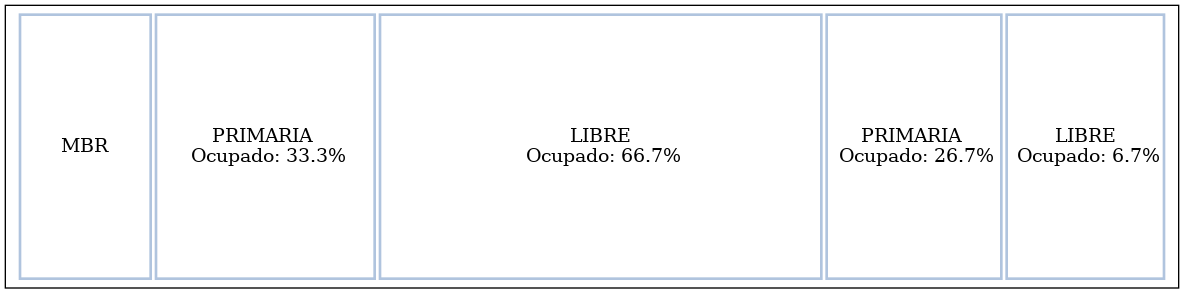 MBR
PRIMARIA
Ocupado: 33.3%
LIBRE
Ocupado: 66.7%
PRIMARIA
Ocupado: 26.7%
LIBRE
Ocupado: 6.7%